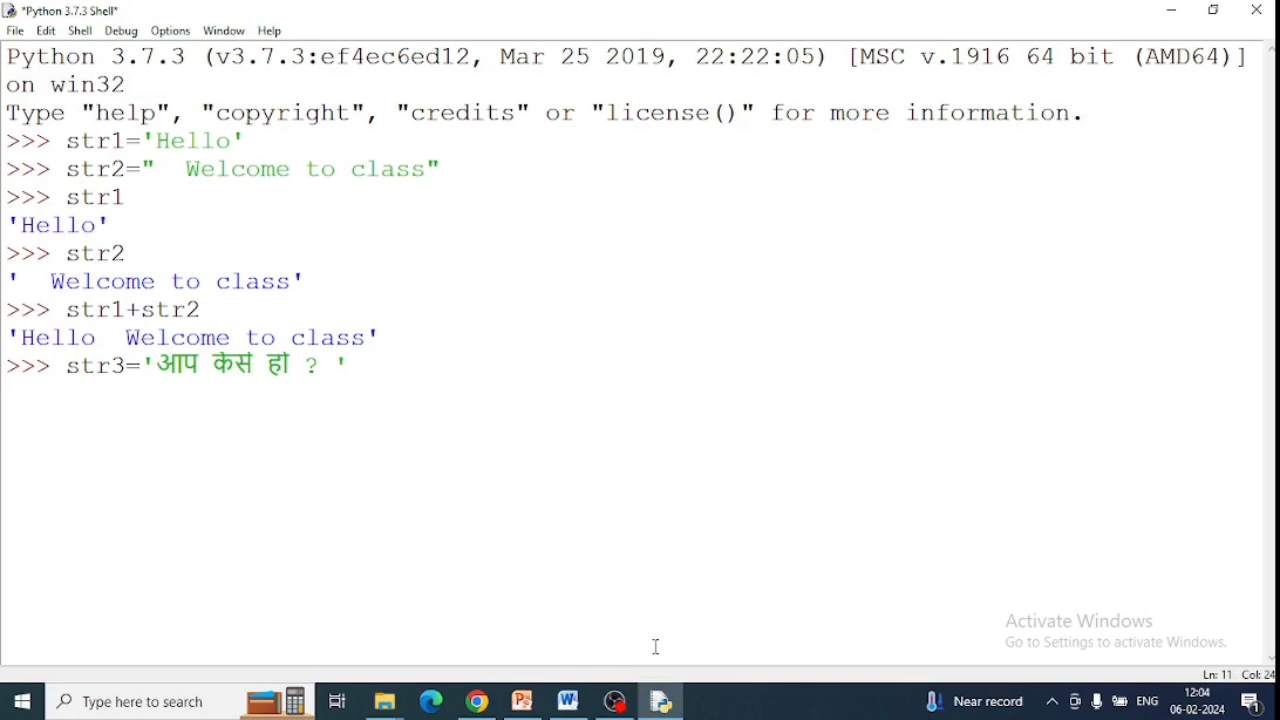 *Python 3.7.3 Shell*
File Edit Shell Debug Options Window Help
Python 3.7.3 (v3.7.3:ef4ec6ed12, Mar 25 2019, 22:22:05) [MSC v.1916 64 bit (AMD64)]
on win32
Type "help", "copyright", "credits" or "license()" for more information.
>>> str1='Hello'
>>> str2="  Welcome to class"
>>> str1
'Hello'
>>> str2
'  Welcome to class'
>>> str1+str2
'Hello  Welcome to class'
>>> str3='आप केसे हो ? '
Activate Windows
Go to Settings to activate Windows.
Ln: 11 Col: 24
Type here to search
Near record
ENG
12:04
06-02-2024
1